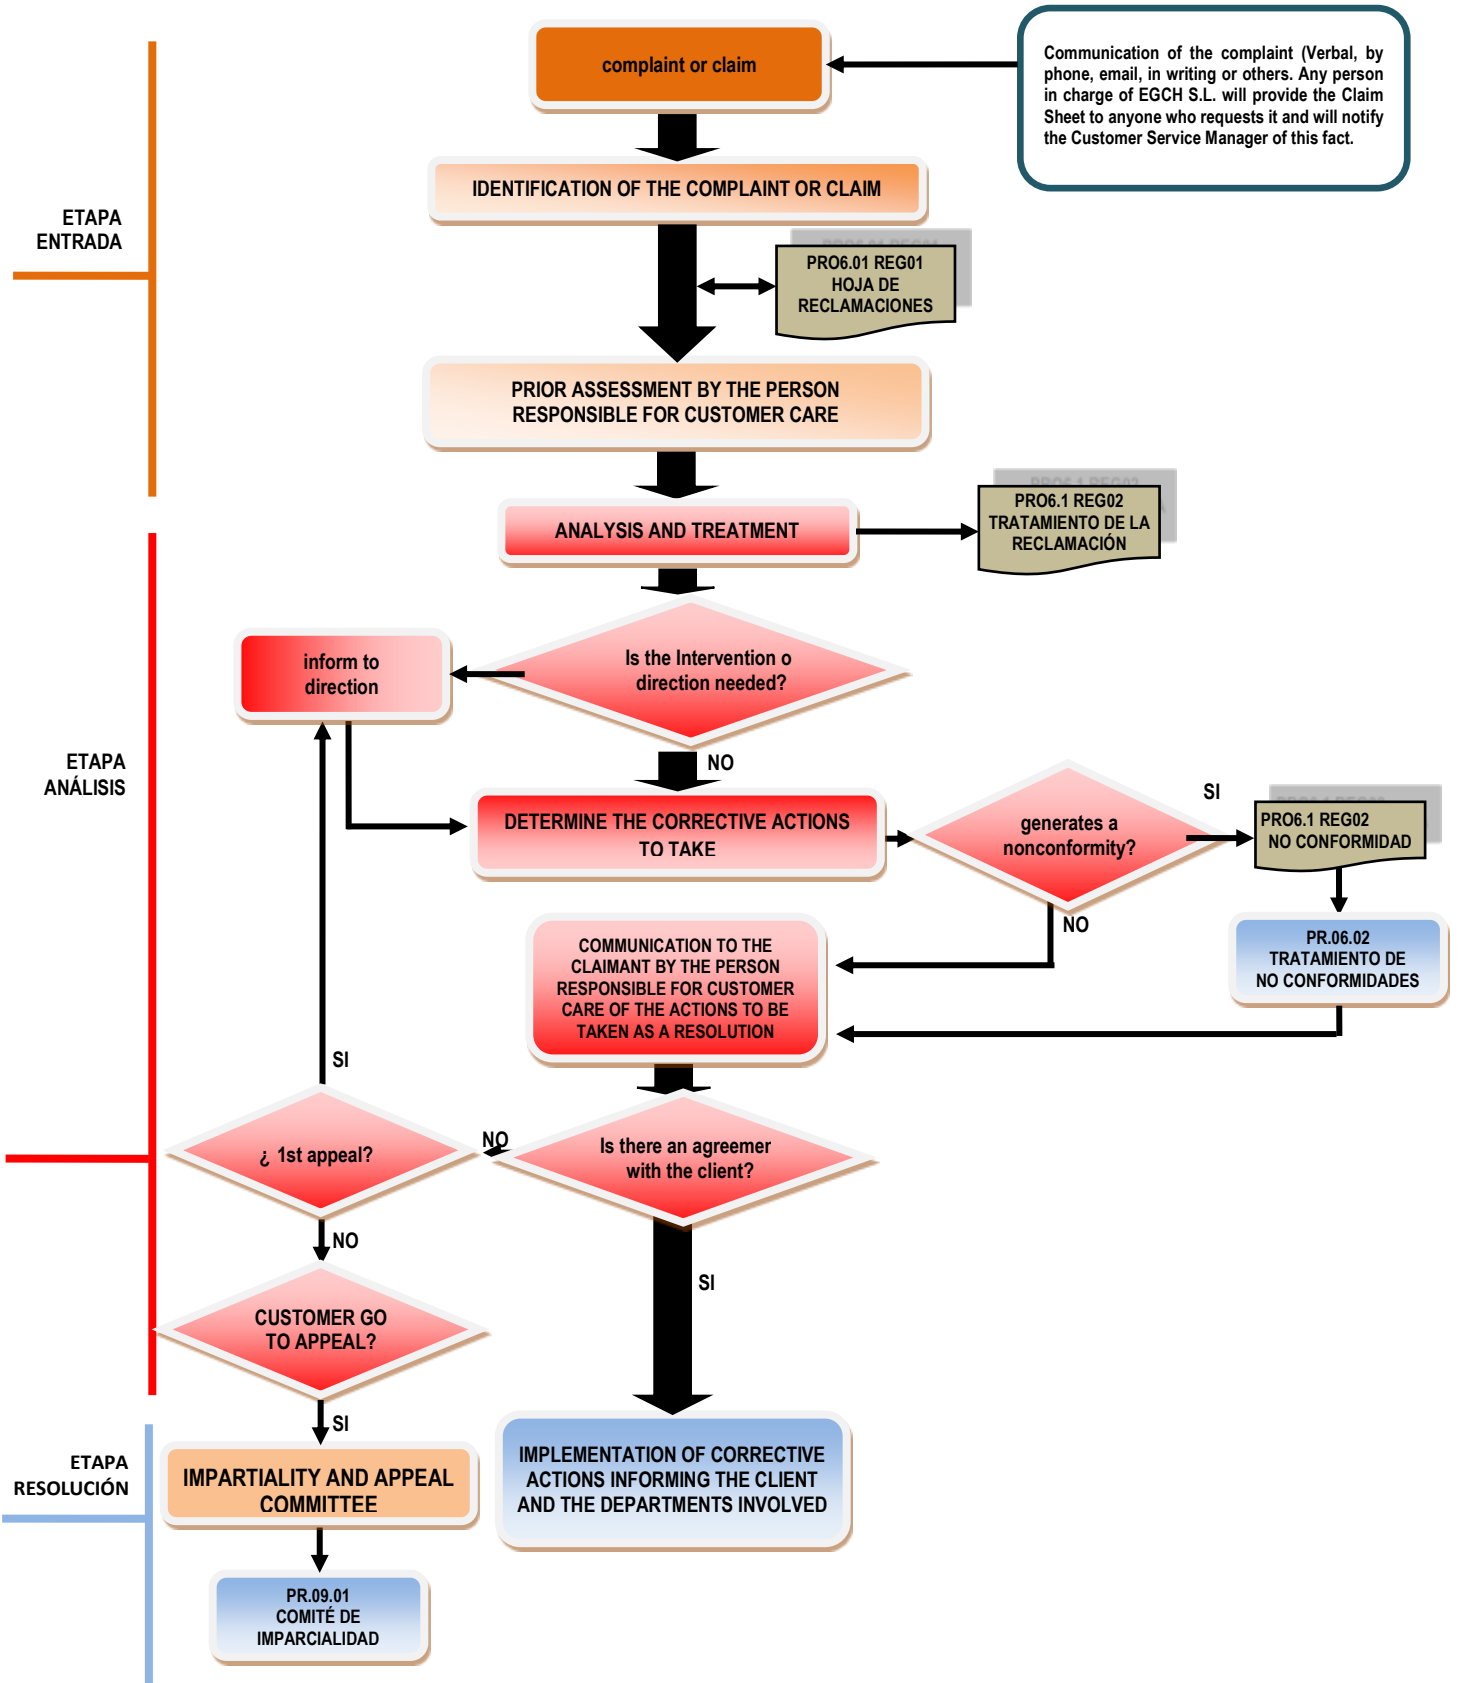 complaint or claim
Communication of the complaint (Verbal, by
phone, email, in writing or others. Any person
in charge of EGCH S.L. will provide the Claim
Sheet to anyone who requests it and will notify
the Customer Service Manager of this fact.
IDENTIFICATION OF THE COMPLAINT OR CLAIM
ETAPA
ENTRADA
PRO6.01 REG01
HOJA DE
RECLAMACIONES
PRIOR ASSESSMENT BY THE PERSON
RESPONSIBLE FOR CUSTOMER CARE
ANALYSIS AND TREATMENT
PRO6.1 REG02
TRATAMIENTO DE LA
RECLAMACIÓN
inform to
direction
Is the Intervention o
direction needed?
NO
ETAPA
ANÁLISIS
DETERMINE THE CORRECTIVE ACTIONS
TO TAKE
generates a
nonconformity?
SI
PRO6.1 REG02
NO CONFORMIDAD
NO
PR.06.02
TRATAMIENTO DE
NO CONFORMIDADES
COMMUNICATION TO THE
CLAIMANT BY THE PERSON
RESPONSIBLE FOR CUSTOMER
CARE OF THE ACTIONS TO BE
TAKEN AS A RESOLUTION
SI
¿ 1st appeal?
NO
Is there an agreemer
with the client?
NO
SI
CUSTOMER GO
TO APPEAL?
SI
ETAPA
RESOLUCIÓN
IMPARTIALITY AND APPEAL
COMMITTEE
IMPLEMENTATION OF CORRECTIVE
ACTIONS INFORMING THE CLIENT
AND THE DEPARTMENTS INVOLVED
PR.09.01
COMITÉ DE
IMPARCIALIDAD